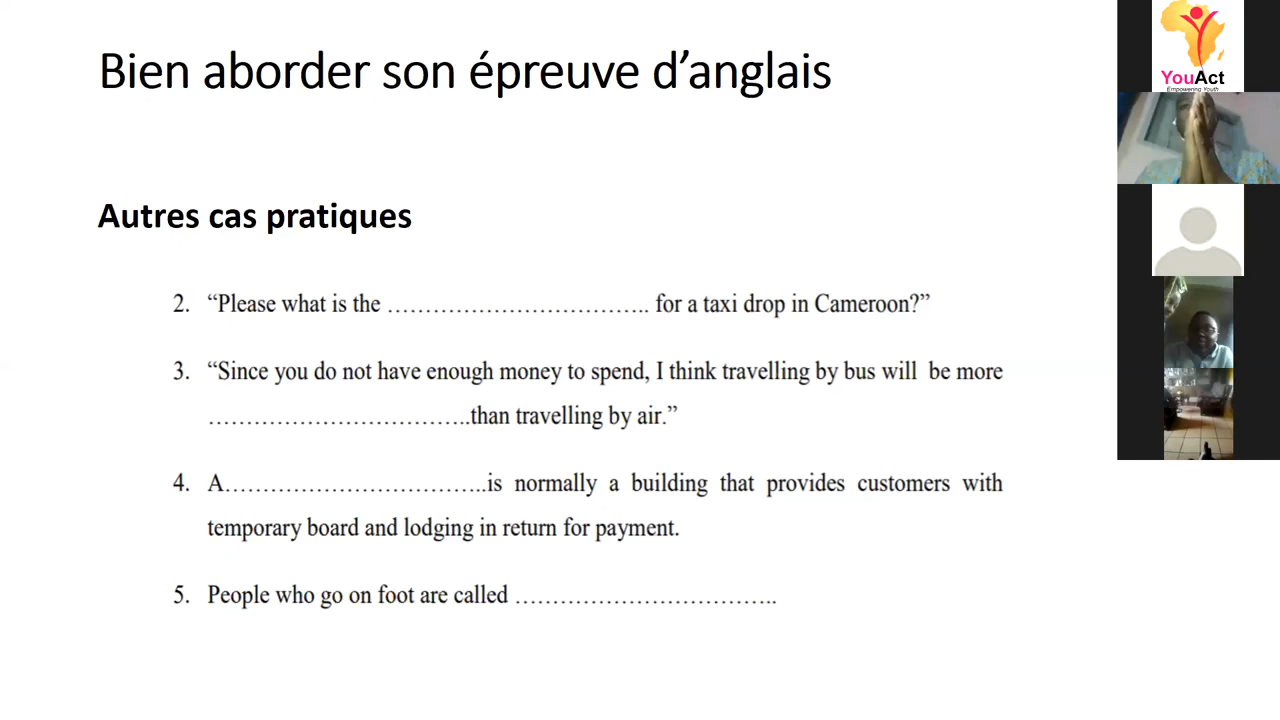 Bien aborder son épreuve d’anglais
YouAct
Empowering Youth
Autres cas pratiques
2. “Please what is the …………………………….. for a taxi drop in Cameroon?”
3. “Since you do not have enough money to spend, I think travelling by bus will be more
……………………………..than travelling by air.”
4. A……………………………..is normally a building that provides customers with
temporary board and lodging in return for payment.
5. People who go on foot are called ……………………………..